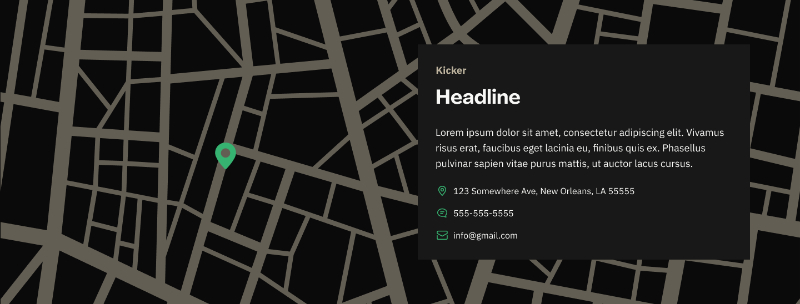 Kicker
Headline
Lorem ipsum dolor sit amet, consectetur adipiscing elit. Vivamus
risus erat, faucibus eget lacinia eu, finibus quis ex. Phasellus
pulvinar sapien vitae purus mattis, ut auctor lacus cursus.
123 Somewhere Ave, New Orleans, LA 55555
555-555-5555
info@gmail.com